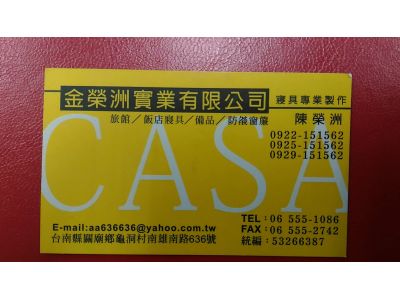 金榮洲實業有限公司 寢具專業製作
旅館／飯店寢具／備品／防焰窗簾 陳榮洲
0922-151562
0925-151562
0929-151562
CASA
TEL:06 555-1086
E-mail:aa636636@yahoo.com.tw FAX:06 555-2742
台南縣關廟鄉龜洞村南雄南路636號 統編:53266387